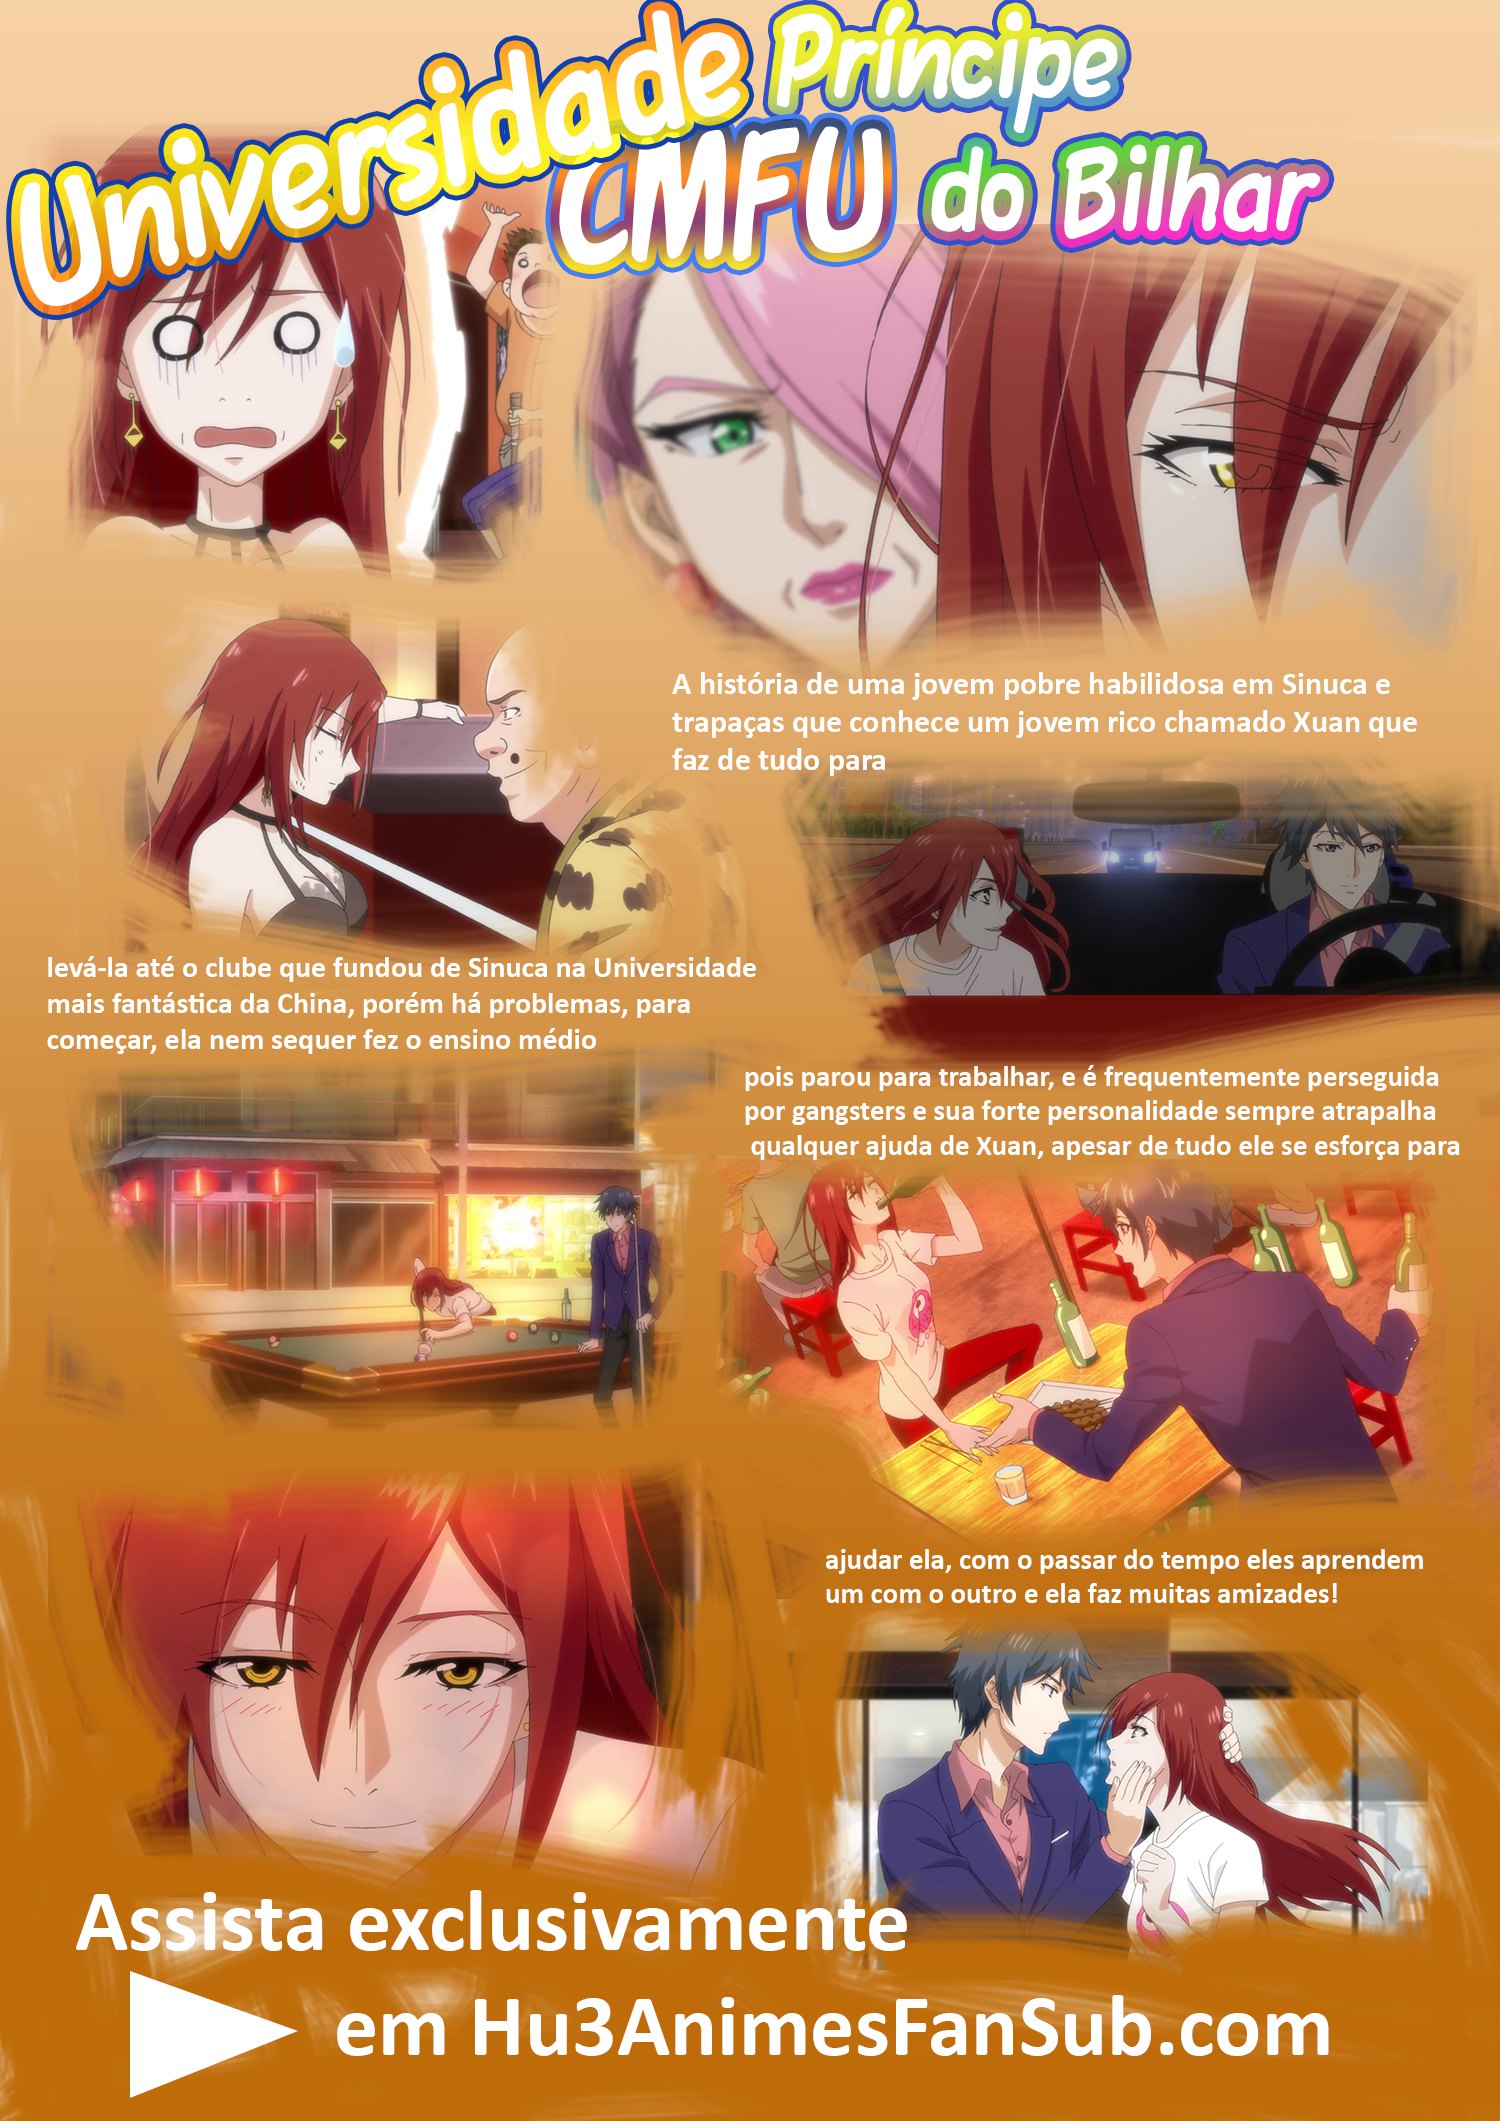 Universidade Príncipe
CMFU do Bilhar
A história de uma jovem pobre habilidosa em Sinuca e
trapaças que conhece um jovem rico chamado Xuan que
faz de tudo para
levá-la até o clube que fundou de Sinuca na Universidade
mais fantástica da China, porém há problemas, para
começar, ela nem sequer fez o ensino médio
pois parou para trabalhar, e é frequentemente perseguida
por gangsters e sua forte personalidade sempre atrapalha
qualquer ajuda de Xuan, apesar de tudo ele se esforça para
ajudar ela, com o passar do tempo eles aprendem
um com o outro e ela faz muitas amizades!
Assista exclusivamente
em Hu3AnimesFanSub.com